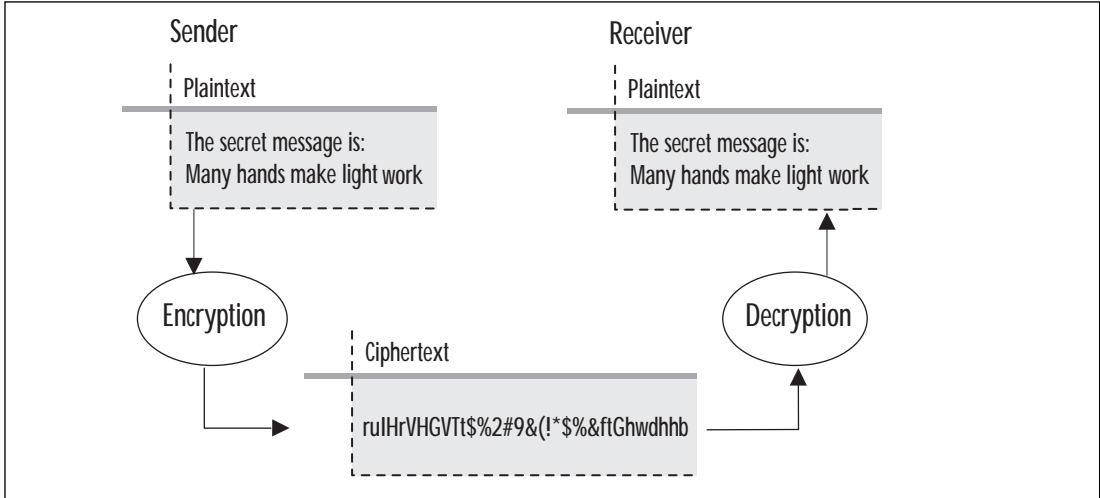 Sender
Plaintext
The secret message is:
Many hands make light work
Encryption
Ciphertext
ruIHrVHGVTt$%2#9&(!*$%&ftGhwdhhb
Receiver
Plaintext
The secret message is:
Many hands make light work
Decryption